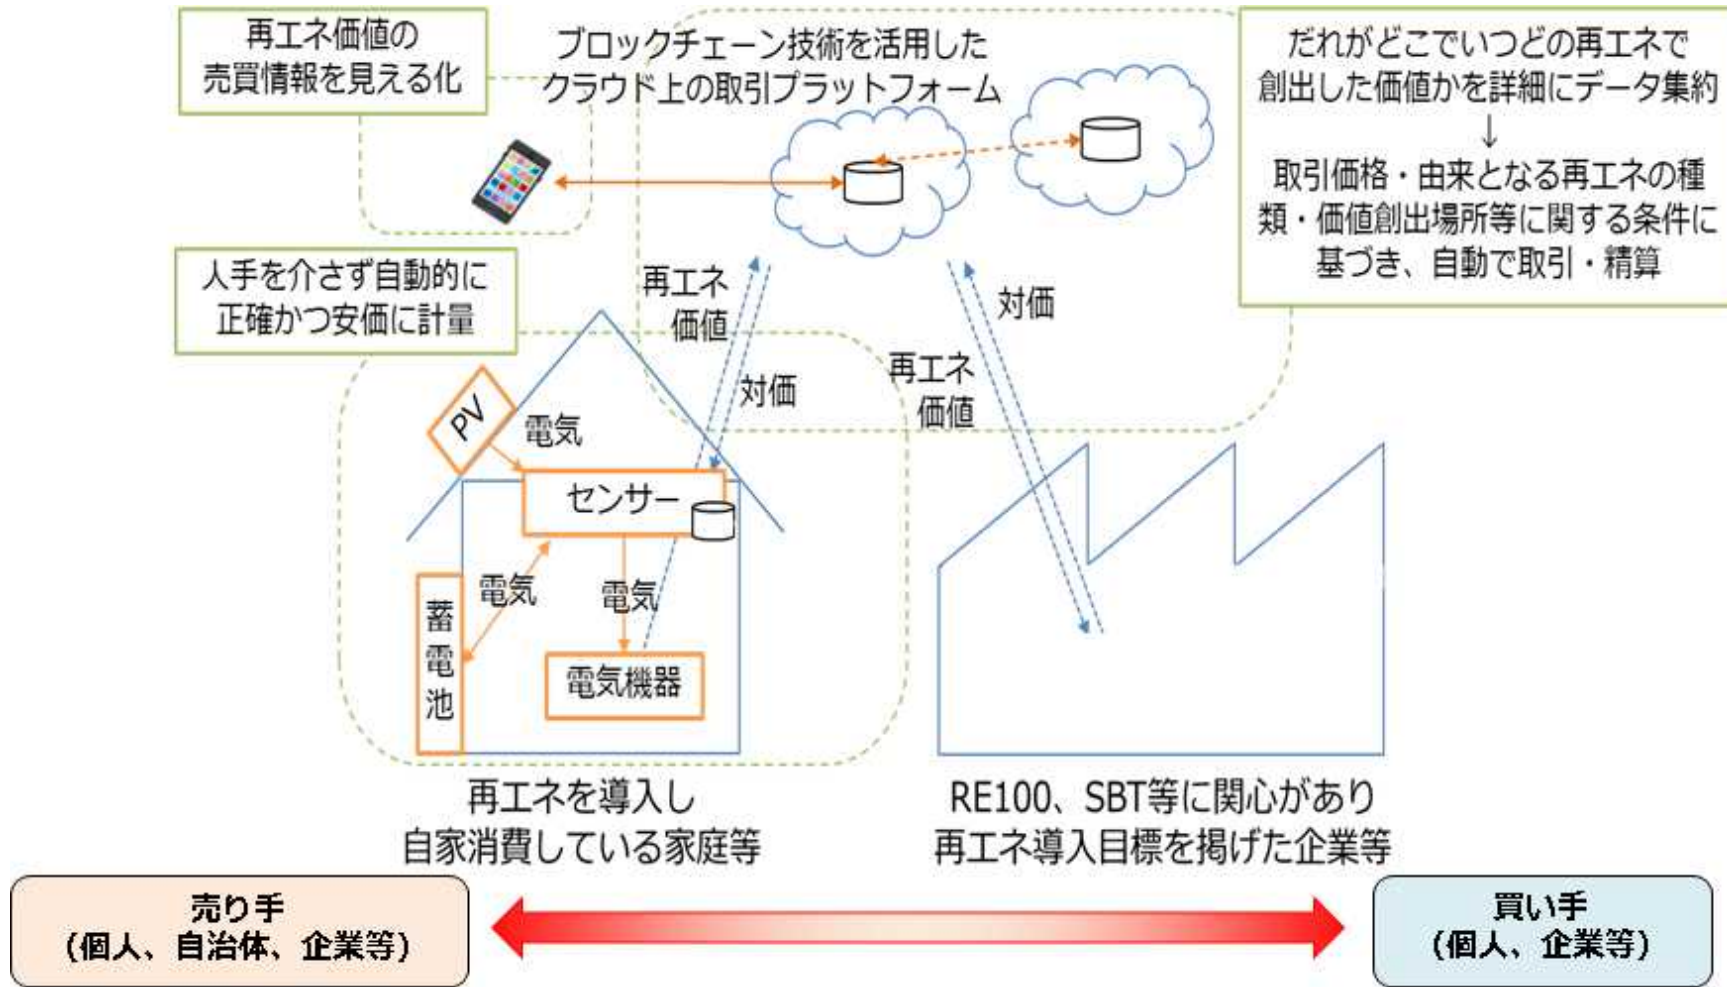 再エネ価値の
売買情報を見える化
ブロックチェーン技術を活用した
クラウド上の取引プラットフォーム
だれがどこでいつどの再エネで
創出した価値かを詳細にデータ集約
↓
取引価格・由来となる再エネの種
類・価値創出場所等に関する条件に
基づき、自動で取引・精算
人手を介さず自動的に
正確かつ安価に計量
再エネ
価値
対価
再エネ
価値
対価
PV
電気
センサー
電気
電気
蓄
電
池
電気機器
再エネを導入し
自家消費している家庭等
RE100、SBT等に関心があり
再エネ導入目標を掲げた企業等
売り手
(個人、自治体、企業等)
買い手
(個人、企業等)